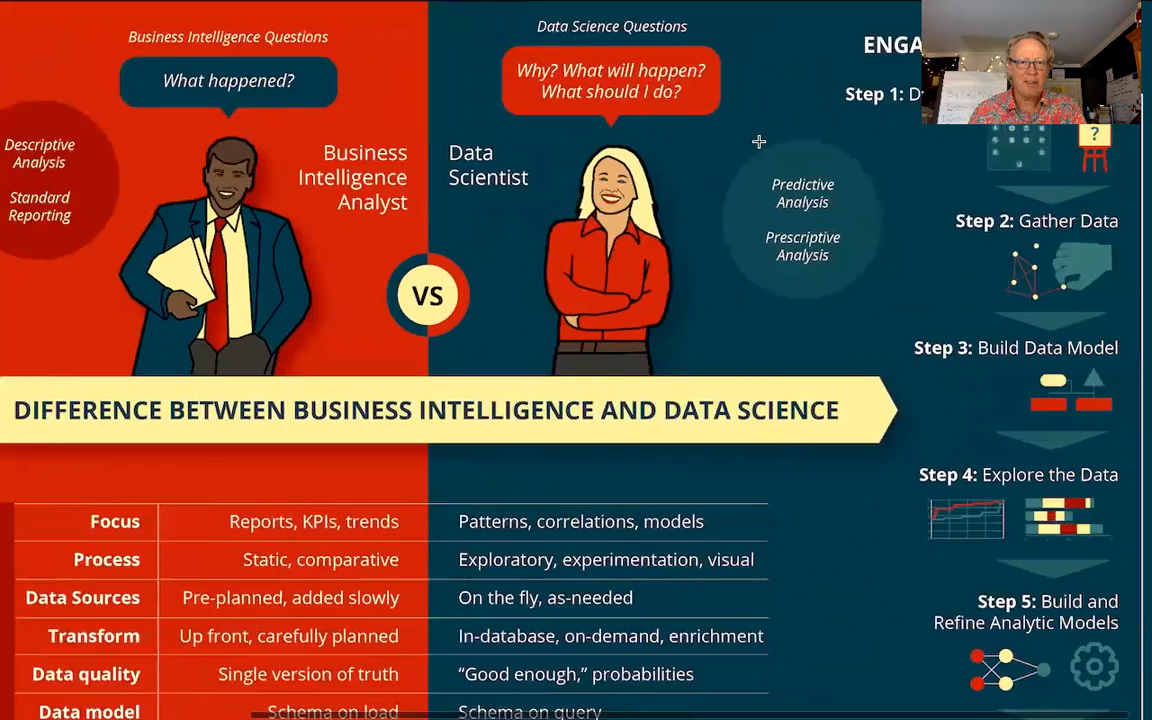 Business Intelligence Questions
What happened?
Descriptive
Analysis
Standard
Reporting
Business
Intelligence
Analyst
VS
Data Science Questions
Why? What will happen?
What should I do?
Data
Scientist
Predictive
Analysis
Prescriptive
Analysis
DIFFERENCE BETWEEN BUSINESS INTELLIGENCE AND DATA SCIENCE
Focus Reports, KPIs, trends Patterns, correlations, models
Process Static, comparative Exploratory, experimentation, visual
Data Sources Pre-planned, added slowly On the fly, as-needed
Transform Up front, carefully planned In-database, on-demand, enrichment
Data quality Single version of truth “Good enough,” probabilities
Data model Schema on load Schema on query
ENGA
Step 1: D
?
Step 2: Gather Data
Step 3: Build Data Model
Step 4: Explore the Data
Step 5: Build and
Refine Analytic Models